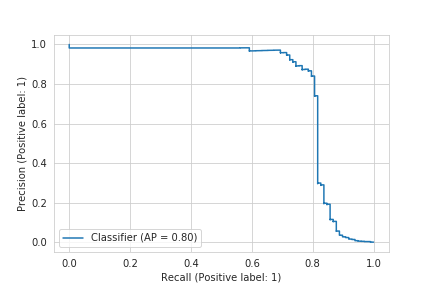 Precision (Positive label: 1)
1.0
0.8
0.6
0.4
0.2
0.0
Classifier (AP = 0.80)
0.0 0.2 0.4 0.6 0.8 1.0
Recall (Positive label: 1)